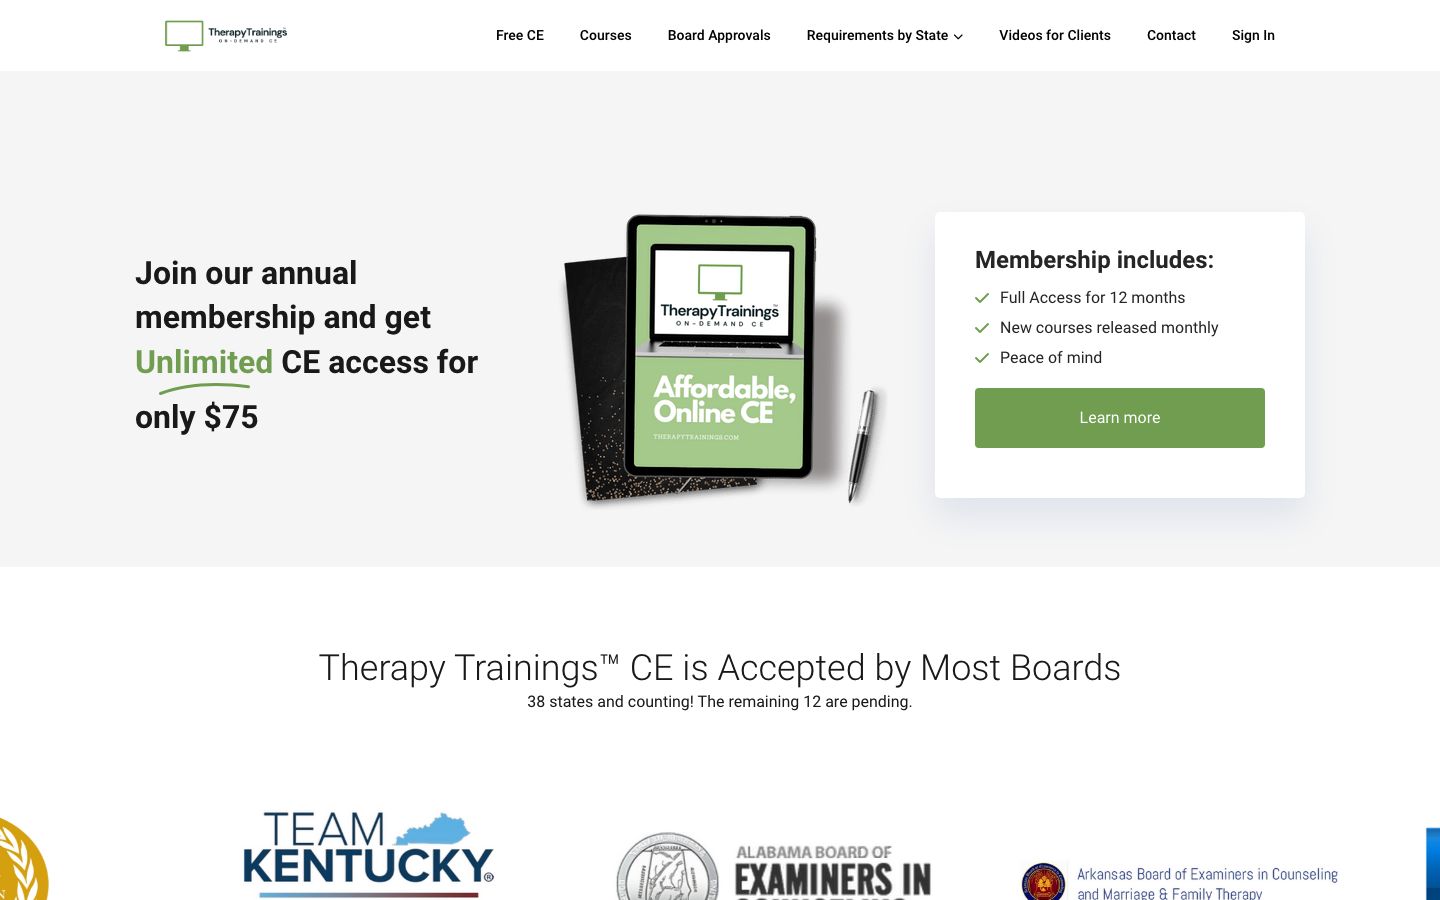 TherapyTrainings
ON-DEMAND CE
Free CE
Courses
Board Approvals
Requirements by State
Videos for Clients
Contact
Sign In
Join our annual
membership and get
Unlimited CE access for
only $75
TherapyTrainings™
ON-DEMAND CE
Affordable,
Online CE
THERAPYTRAININGS.COM
Membership includes:
Full Access for 12 months
New courses released monthly
Peace of mind
Learn more
Therapy Trainings™ CE is Accepted by Most Boards
38 states and counting! The remaining 12 are pending.
TEAM
KENTUCKY®
ALABAMA BOARD OF
EXAMINERS IN
COUNSELING
Arkansas Board of Examiners in Counseling
and Marriage & Family Therapy